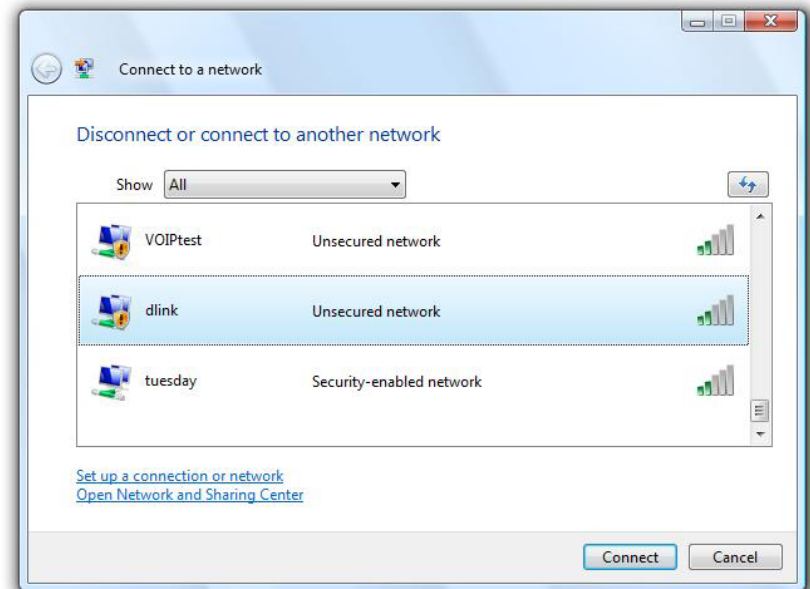 Connect to a network
Disconnect or connect to another network
Show All
VOIPtest Unsecured network
dlink Unsecured network
tuesday Security-enabled network
Set up a connection or network
Open Network and Sharing Center
Connect Cancel